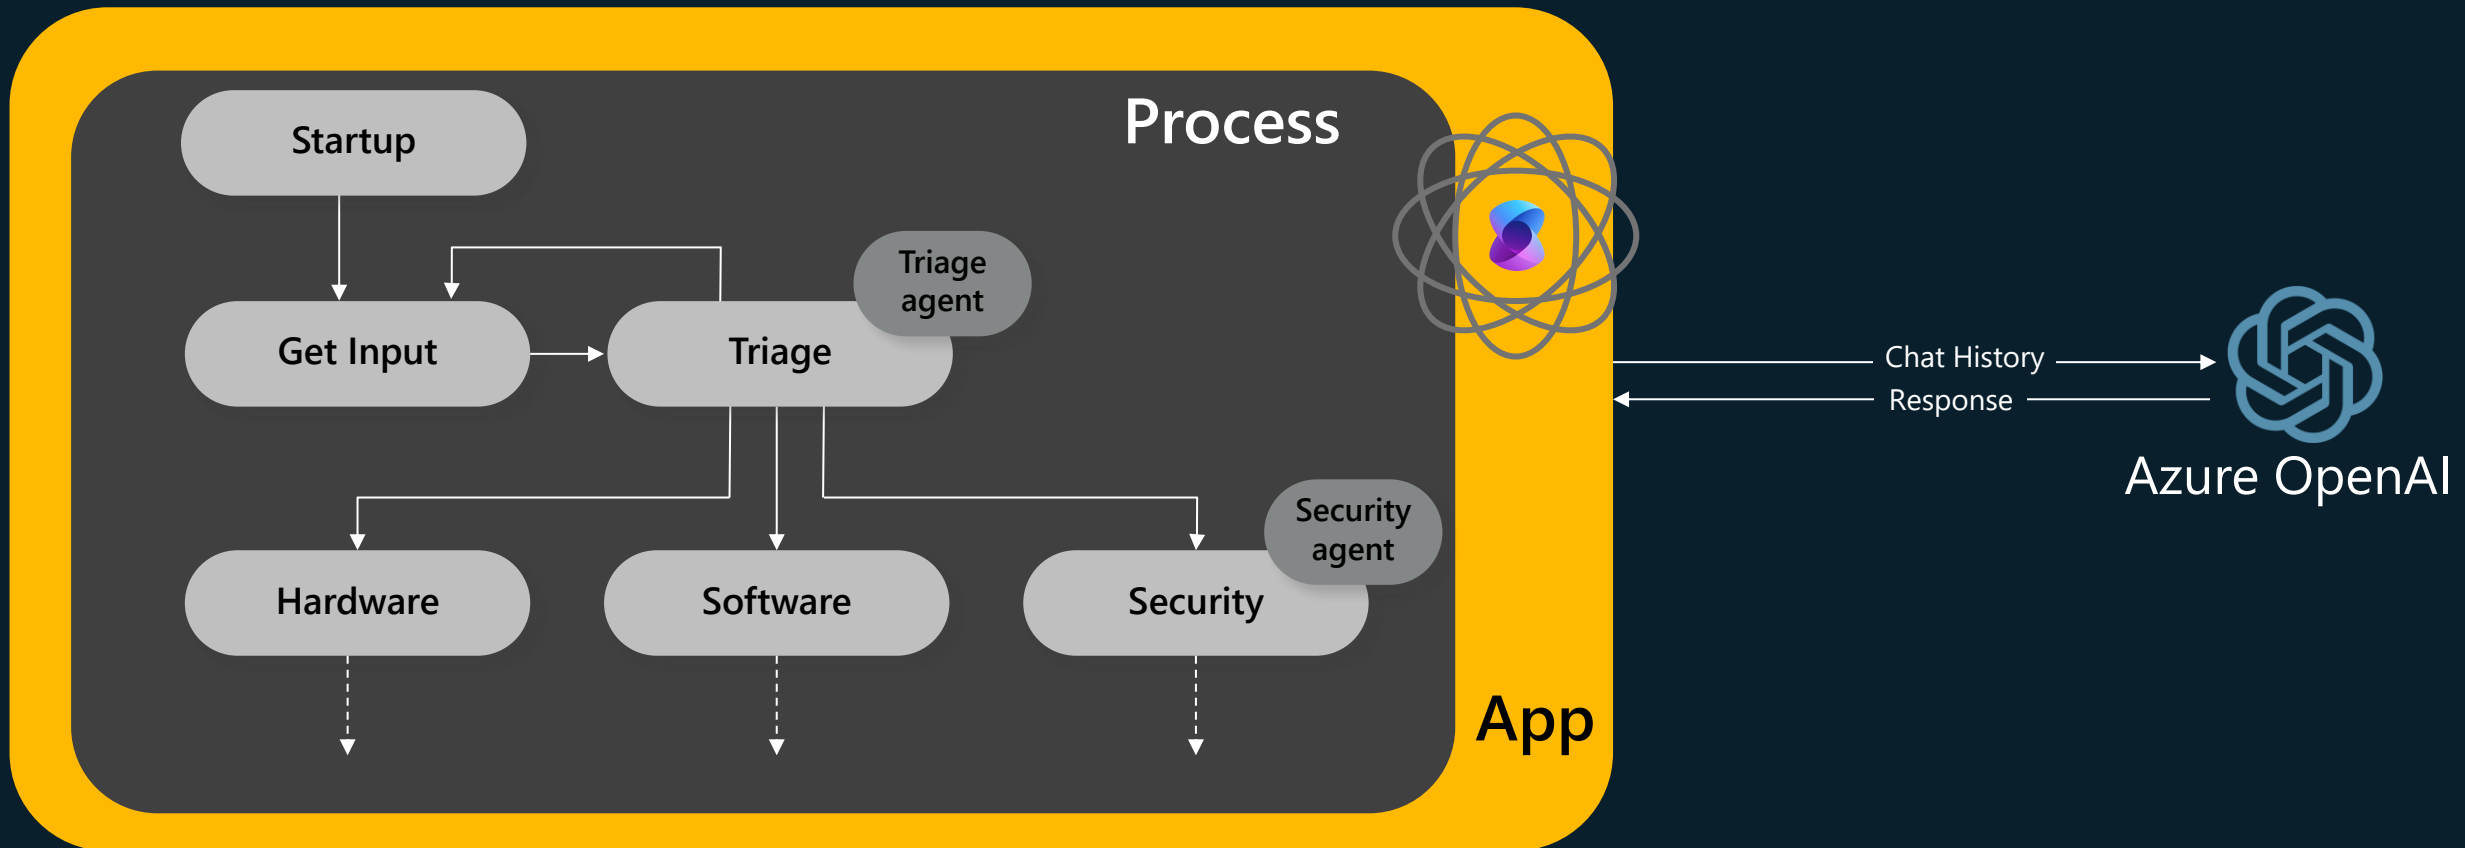 Process
Startup
Triage
agent
Get Input
Triage
Chat History
Response
Azure OpenAI
Security
agent
Hardware
Software
Security
App